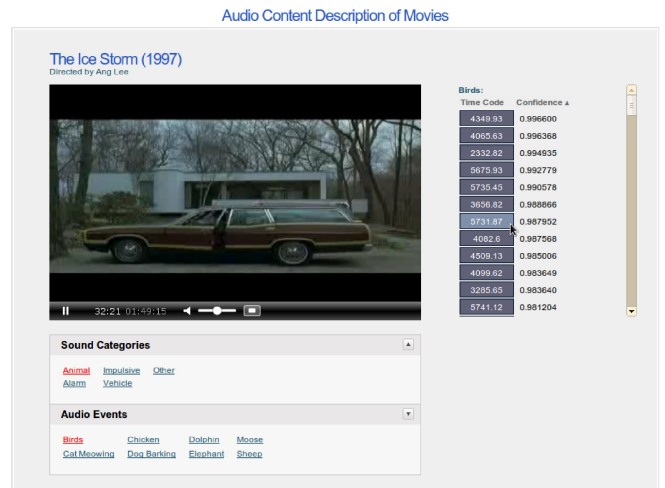 Audio Content Description of Movies
The Ice Storm (1997)
Directed by Ang Lee
32:21 01:49:15
Birds:
Time Code Confidence ▲
4349.93 0.996600
4065.63 0.996368
2332.82 0.994935
5675.93 0.992779
5735.45 0.990578
3656.82 0.988866
5731.87 0.987952
4082.6 0.987568
4509.13 0.985006
4099.62 0.983649
3285.65 0.983640
5741.12 0.981204
Sound Categories
Animal Impulsive Other
Alarm Vehicle
Audio Events
Birds Chicken Dolphin Moose
Cat Meowing Dog Barking Elephant Sheep